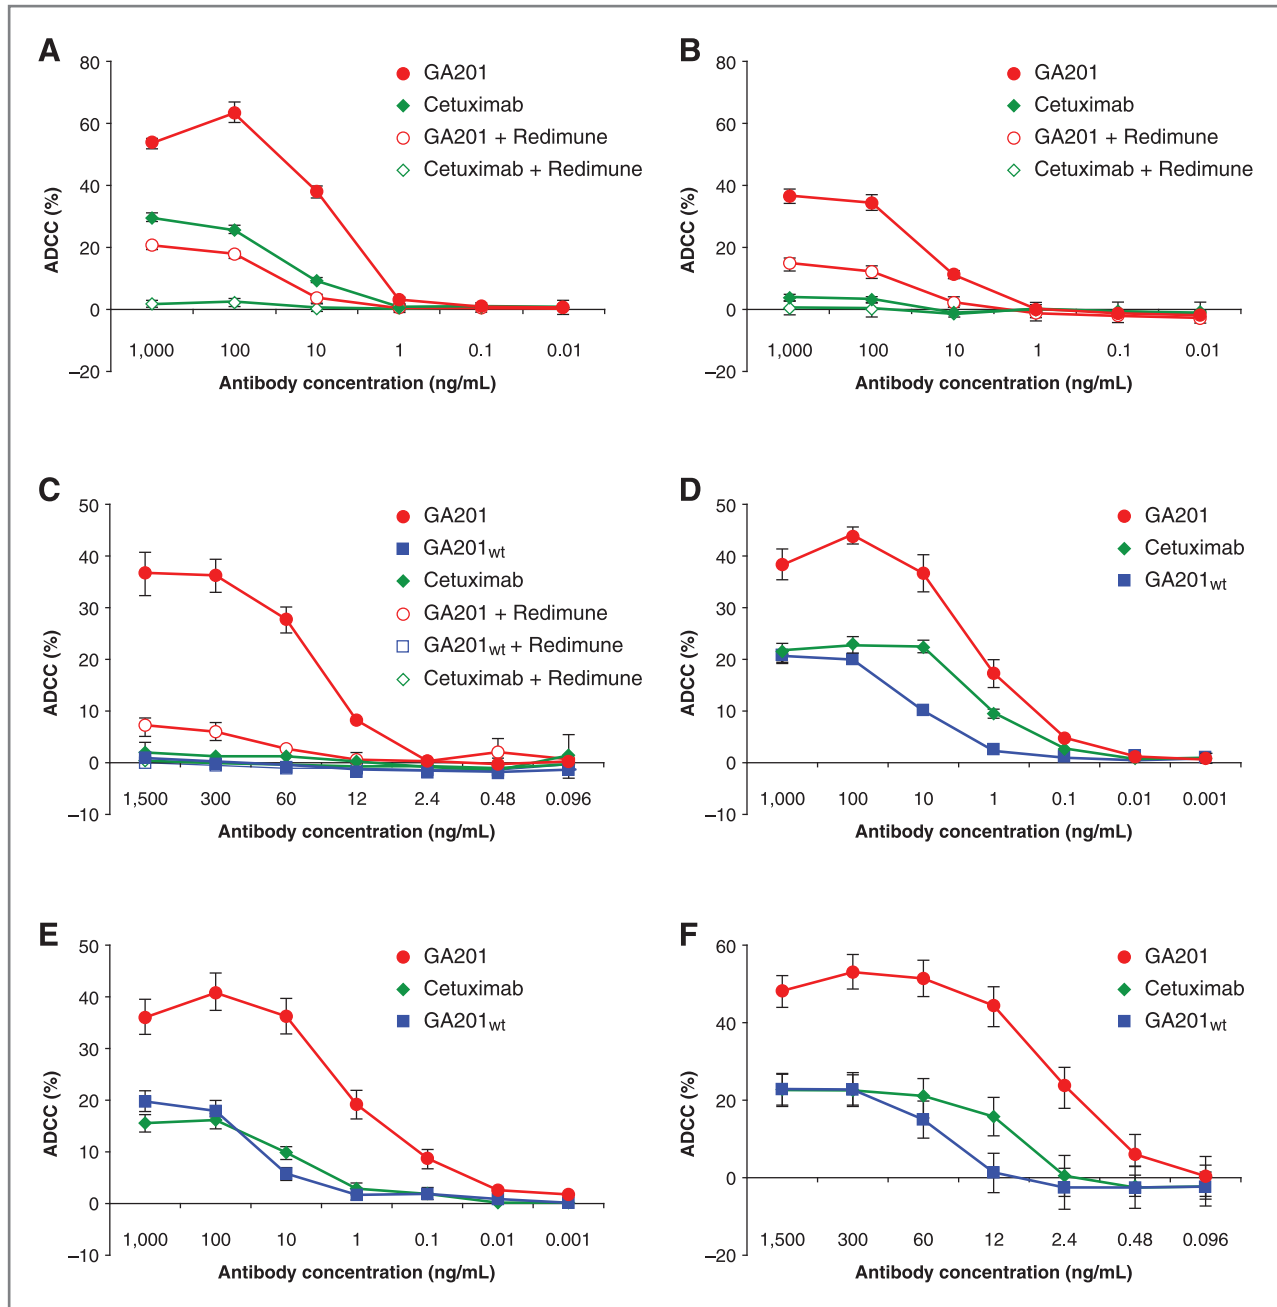 A
80
60
40
20
0
–20
ADCC (%)
GA201
Cetuximab
GA201 + Redimune
Cetuximab + Redimune
1,000 100 10 1 0.1 0.01
Antibody concentration (ng/mL)
B
80
60
40
20
0
–20
ADCC (%)
GA201
Cetuximab
GA201 + Redimune
Cetuximab + Redimune
1,000 100 10 1 0.1 0.01
Antibody concentration (ng/mL)
C
50
40
30
20
10
0
–10
ADCC (%)
GA201
GA201wt
Cetuximab
GA201 + Redimune
GA201wt + Redimune
Cetuximab + Redimune
1,500 300 60 12 2.4 0.48 0.096
Antibody concentration (ng/mL)
D
50
40
30
20
10
0
–10
ADCC (%)
GA201
Cetuximab
GA201wt
1,000 100 10 1 0.1 0.01 0.001
Antibody concentration (ng/mL)
E
50
40
30
20
10
0
–10
ADCC (%)
GA201
Cetuximab
GA201wt
1,000 100 10 1 0.1 0.01 0.001
Antibody concentration (ng/mL)
F
60
40
20
0
–20
ADCC (%)
GA201
Cetuximab
GA201wt
1,500 300 60 12 2.4 0.48 0.096
Antibody concentration (ng/mL)